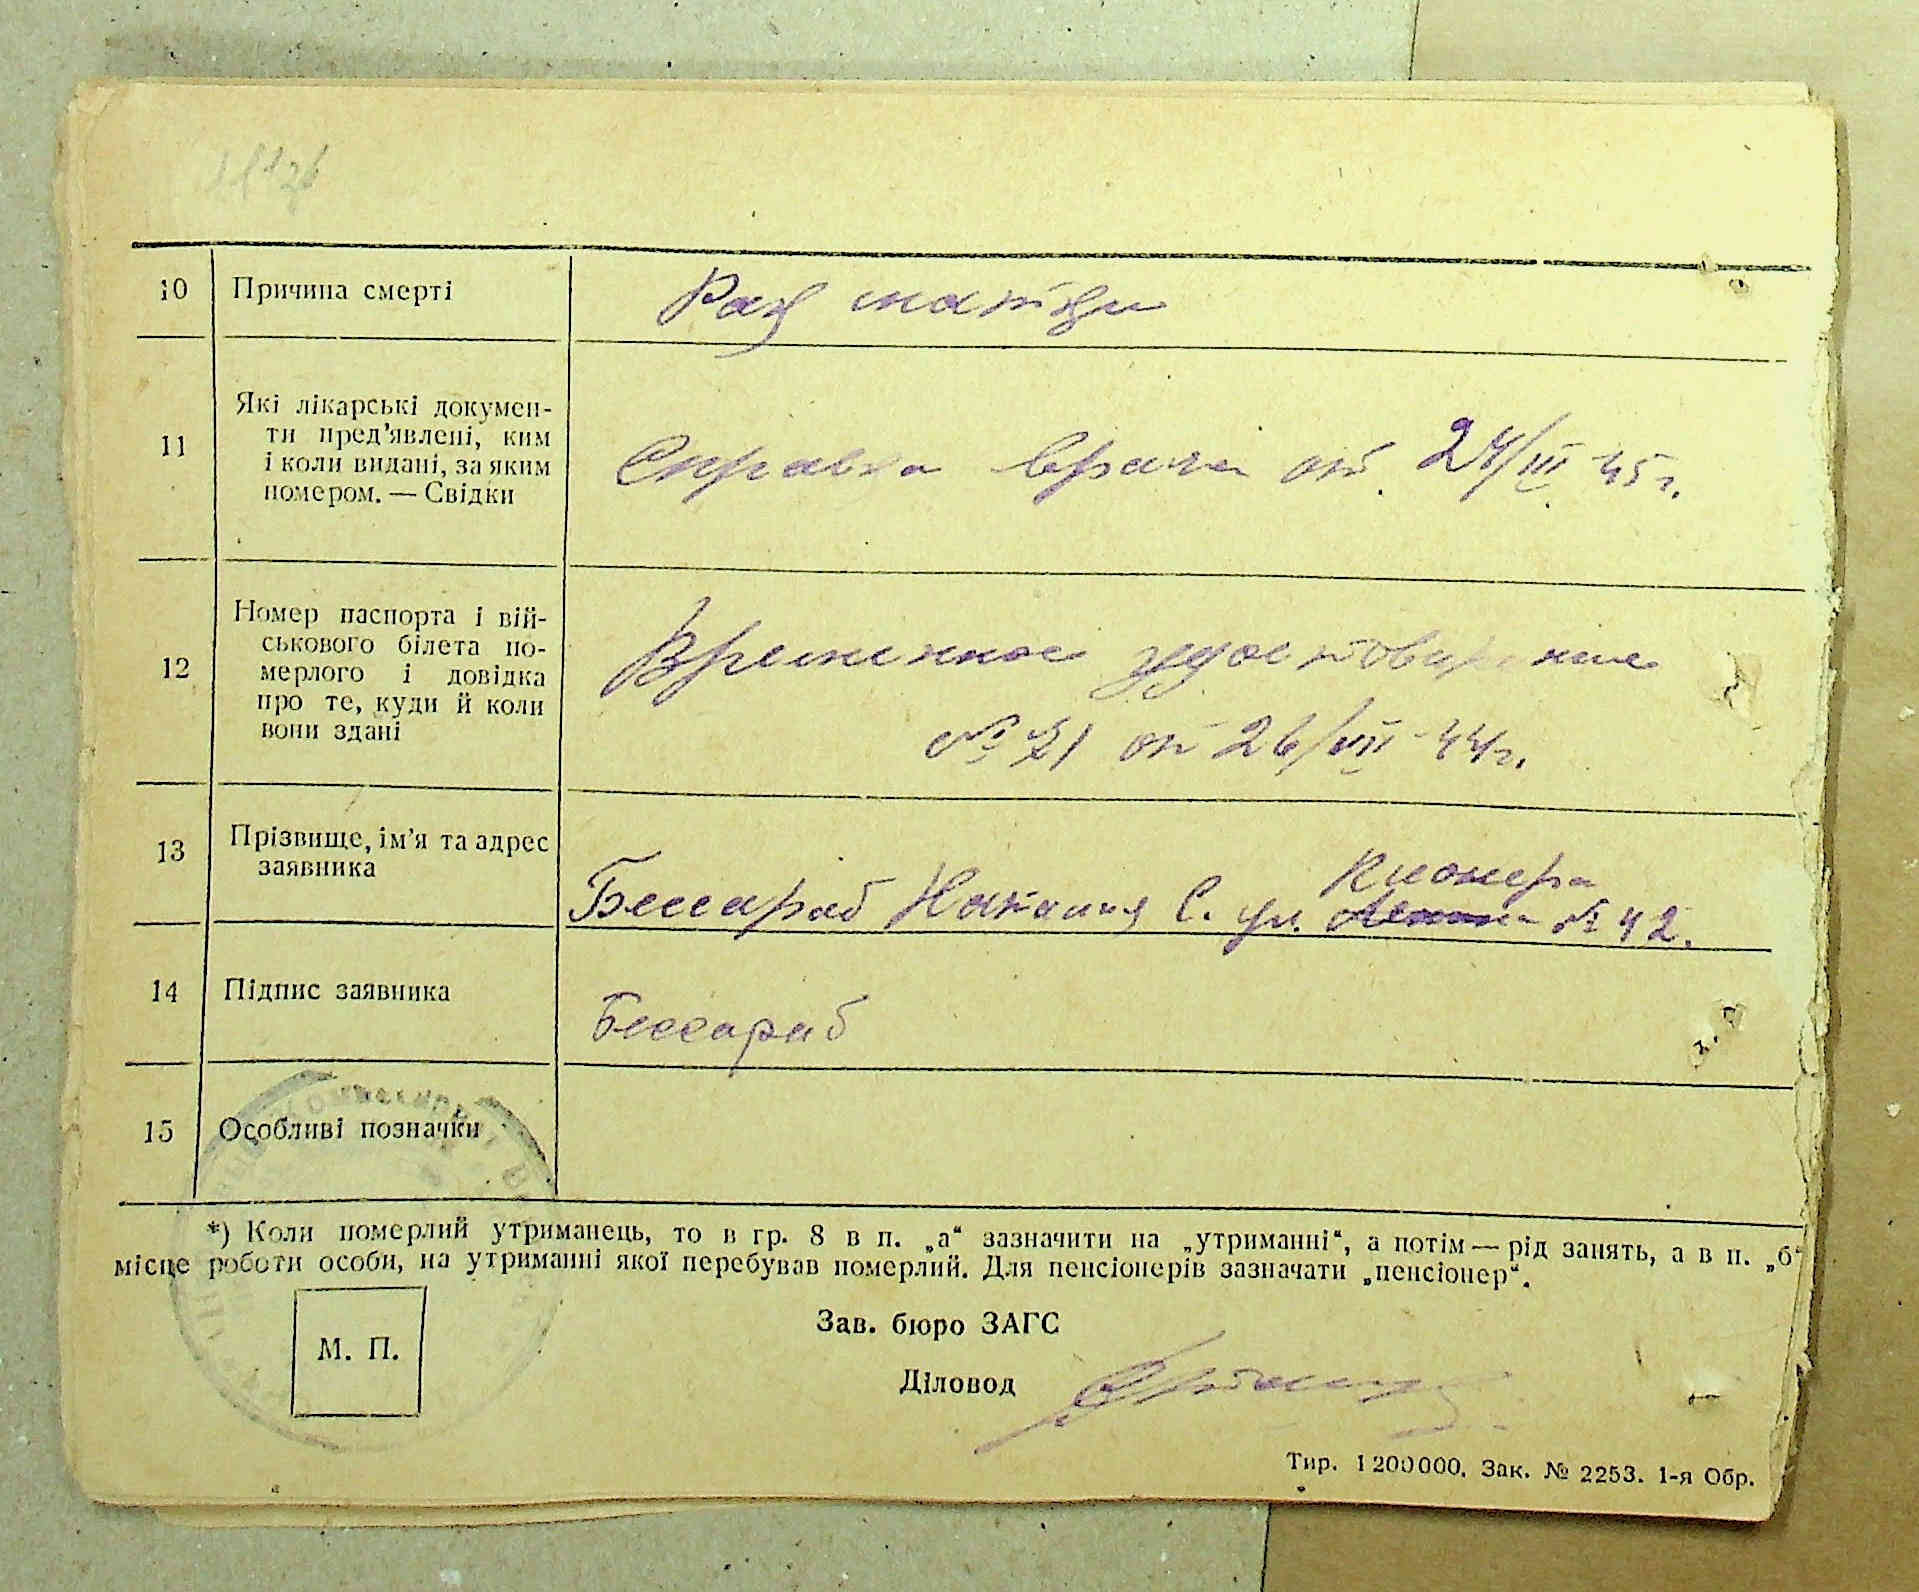 10 Причина смерті Рак матки
11 Які лікарські докумен-
ти пред'явлені, ким
і коли видані, за яким
номером. — Свідки
Справка врача от 24/III 45 г.
12 Номер паспорта і вій-
ськового білета по-
мерлого і довідка
про те, куди й коли
вони здані
Временное удостоверение
№ 21 от 26/VII 44 г.
13 Прізвище, ім'я та адрес
заявника
Пионера
Бессараб Наталия С. ул. Ленина № 42.
14 Підпис заявника Бессараб
15 Особливі позначки
*) Коли померлий утриманець, то в гр. 8 в п. „а“ зазначити на „утриманні“, а потім — рід занять, а в п. „б“
місце роботи особи, на утриманні якої перебував померлий. Для пенсіонерів зазначати „пенсіонер“.
М. П.
Зав. бюро ЗАГС
Діловод
Тир. 1200000. Зак. № 2253. 1-я Обр.